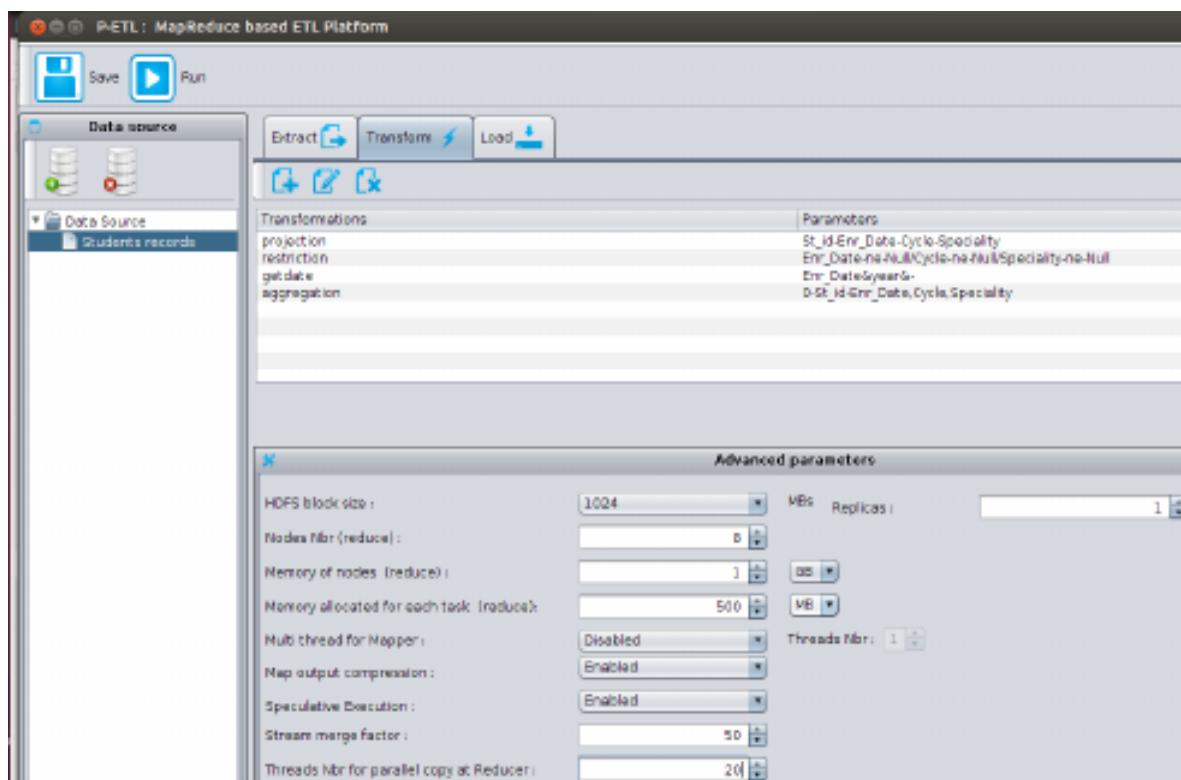 P-ETL : MapReduce based ETL Platform
Save Run
Data source
Extract Transform Load
Data Source
Students records
Transformations Parameters
projection St_id-Enr_Date-Cycle-Speciality
restriction Enr_Date-ne-Null/Cycle-ne-Null/Speciality-ne-Null
getdate Enr_Date&year&-
aggregation 0-St_id-Enr_Date,Cycle,Speciality
Advanced parameters
HDFS block size : 1024 MBs Replicas : 1
Nodes Nbr (reduce) : 8
Memory of nodes (reduce) : 1 GB
Memory allocated for each task (reduce): 500 MB
Multi thread for Mapper : Disabled Threads Nbr : 1
Map output compression : Enabled
Speculative Execution : Enabled
Stream merge factor : 50
Threads Nbr for parallel copy at Reducer : 20